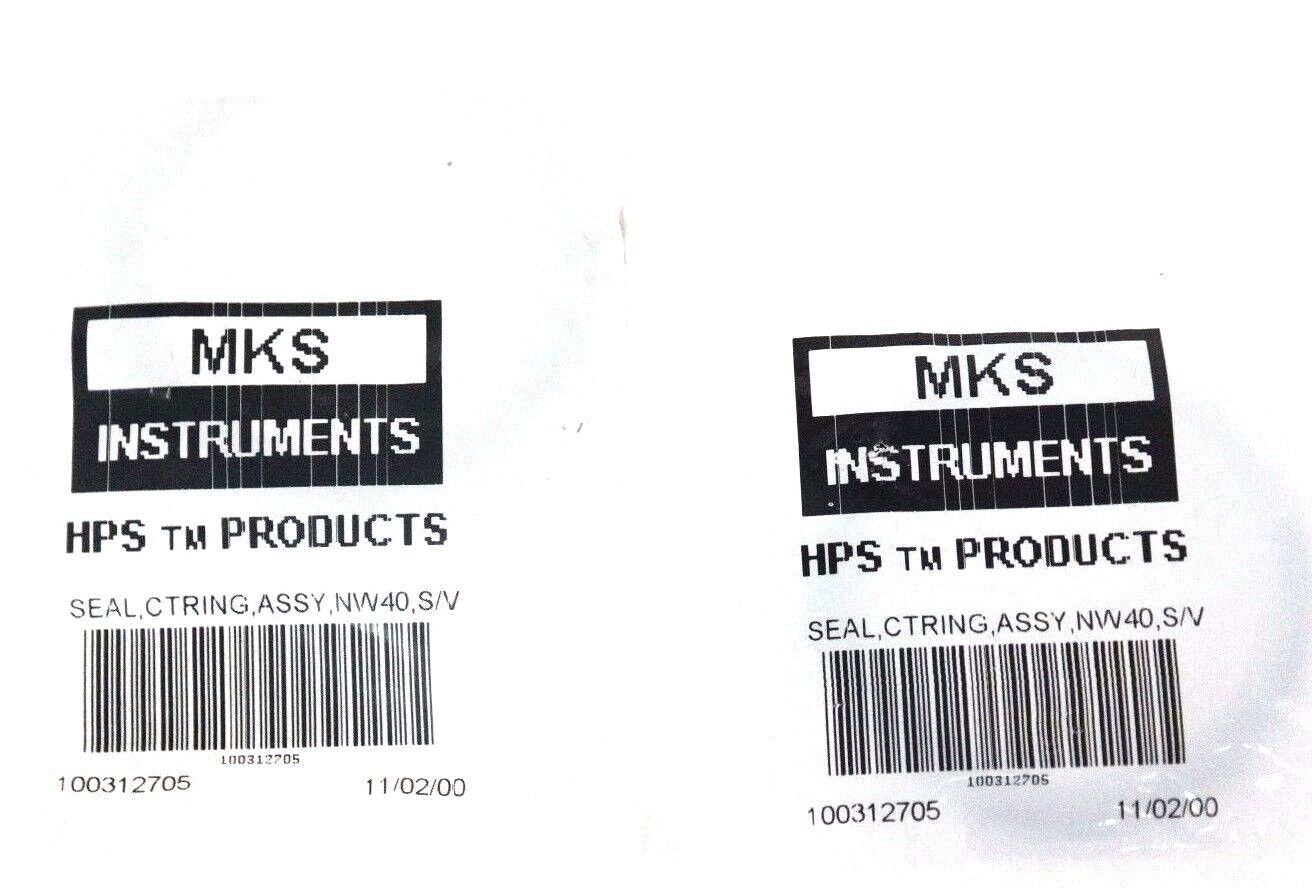 MKS
INSTRUMENTS
HPS TM PRODUCTS
SEAL,CTRING,ASSY,NW40,S/V
100312705
100312705 11/02/00
MKS
INSTRUMENTS
HPS TM PRODUCTS
SEAL,CTRING,ASSY,NW40,S/V
100312705
100312705 11/02/00